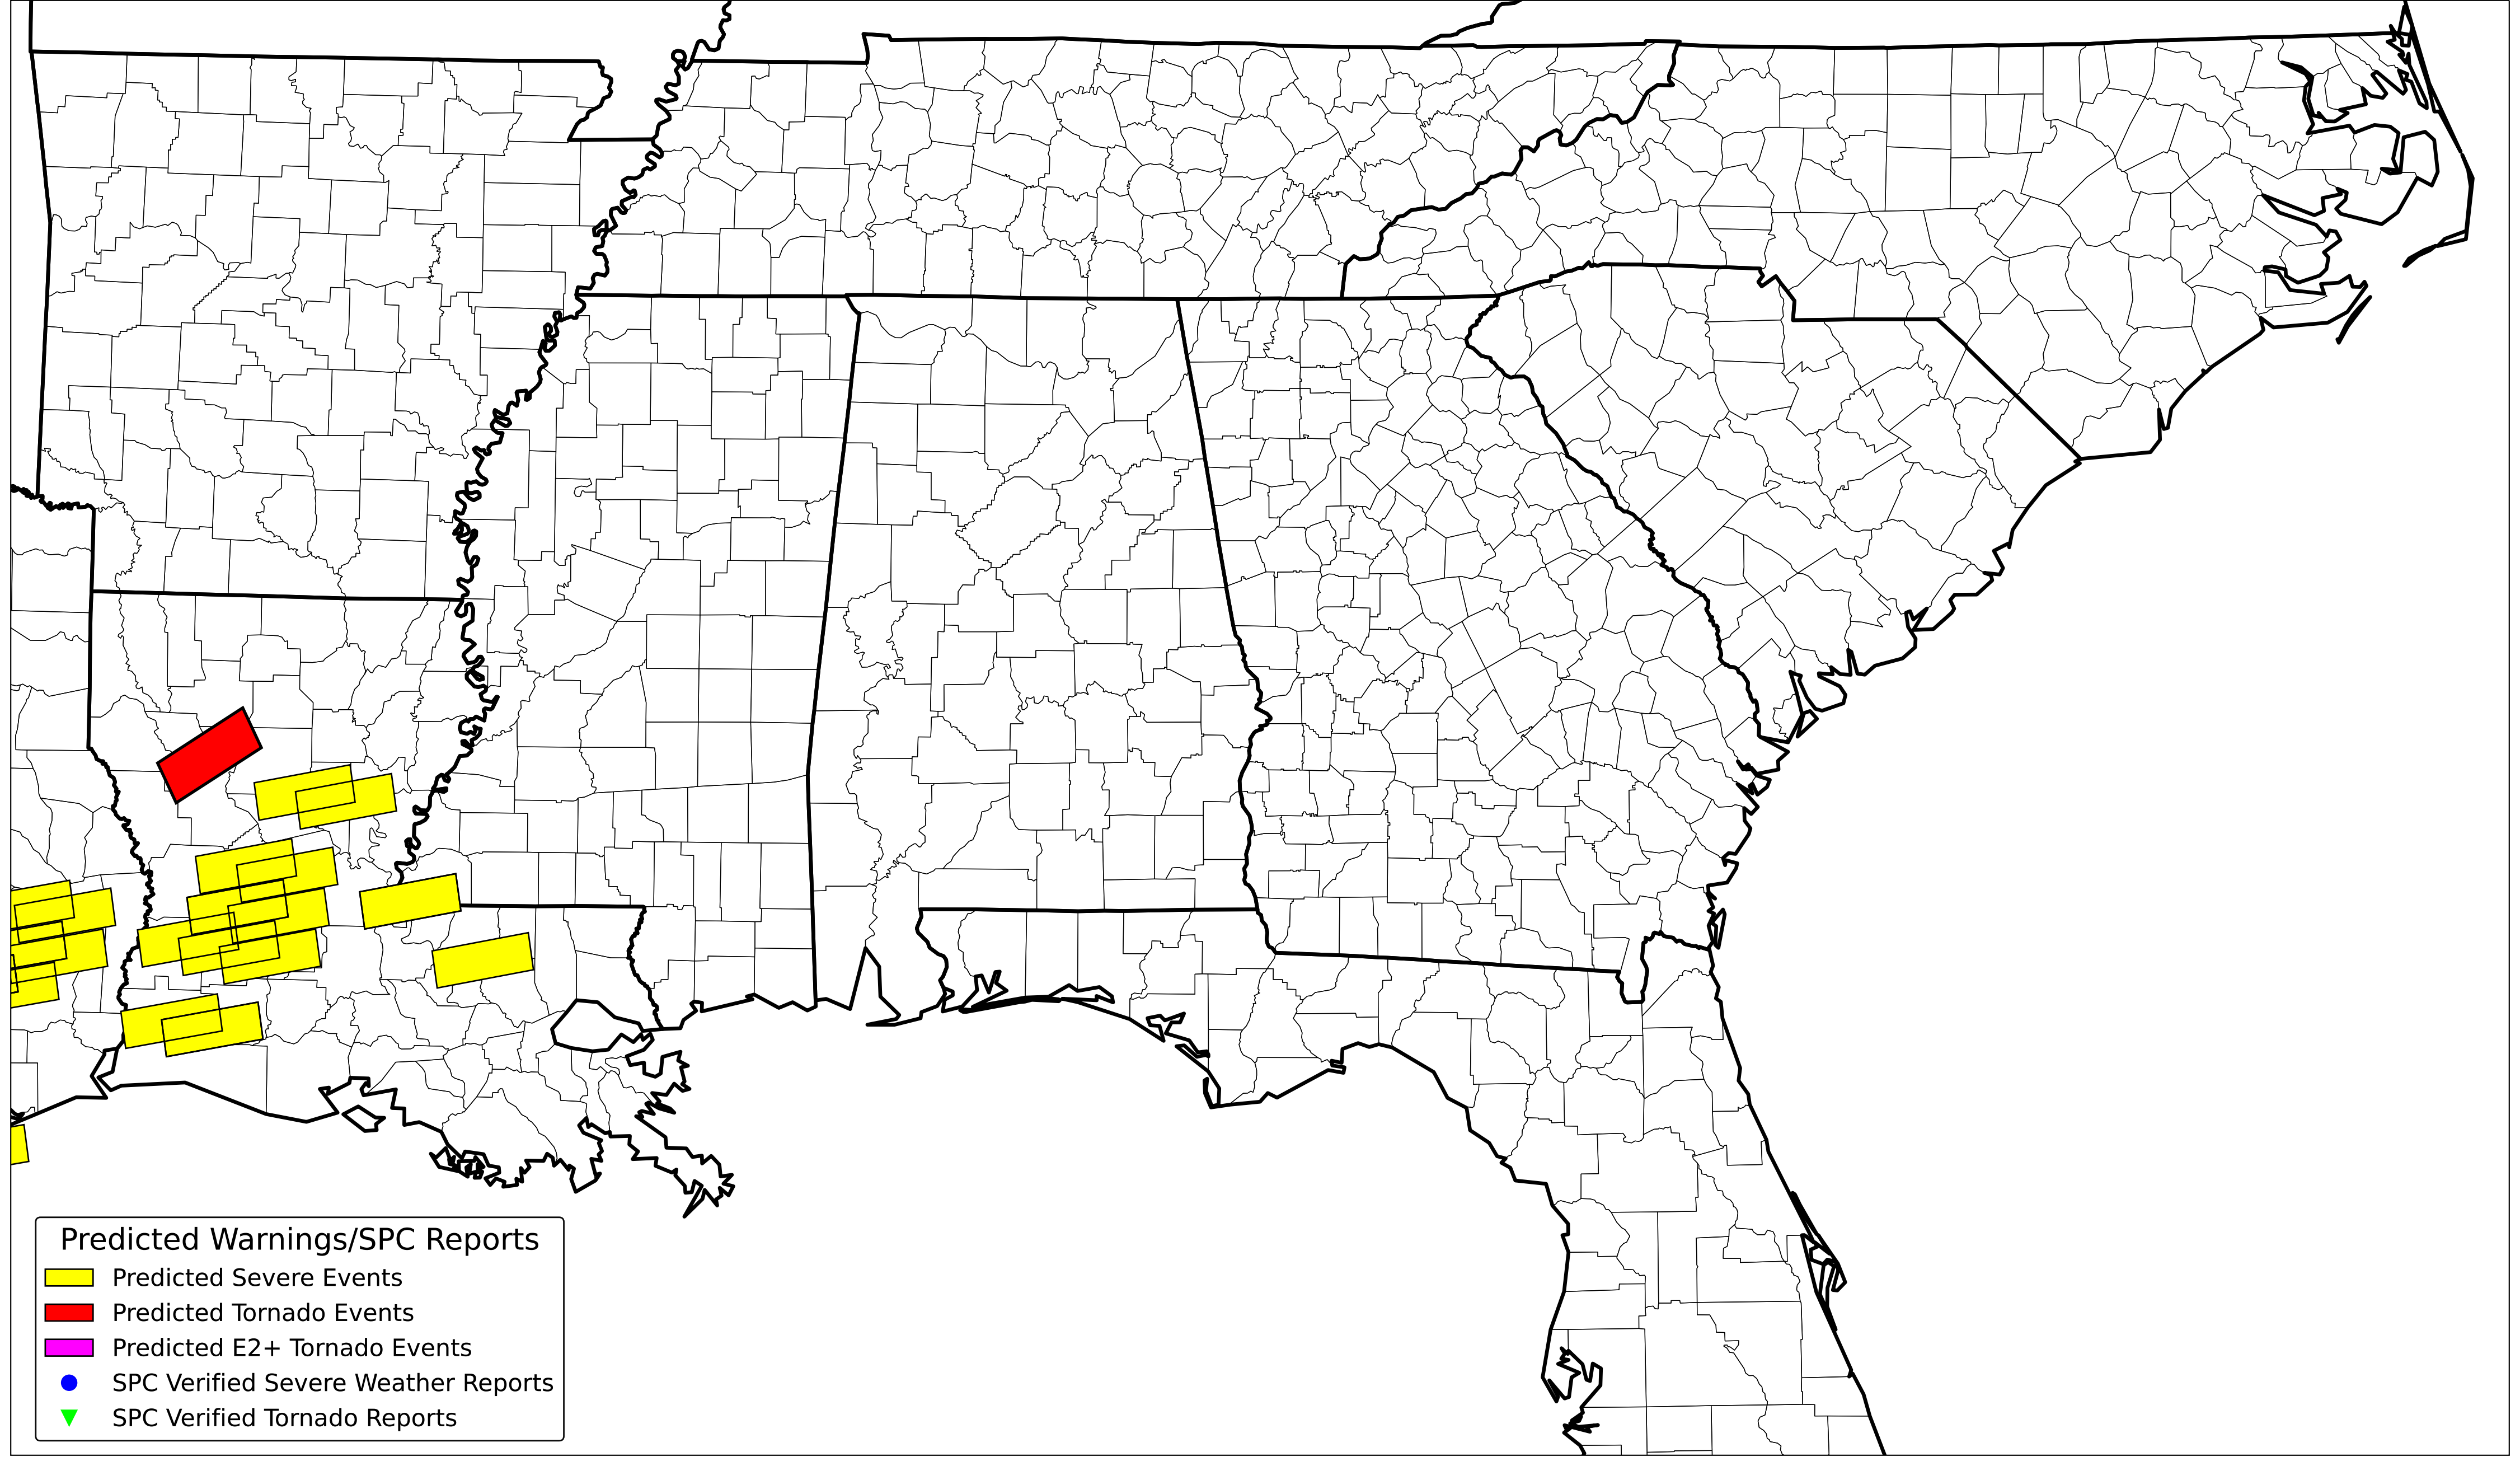 Predicted Warnings/SPC Reports
Predicted Severe Events
Predicted Tornado Events
Predicted E2+ Tornado Events
SPC Verified Severe Weather Reports
SPC Verified Tornado Reports